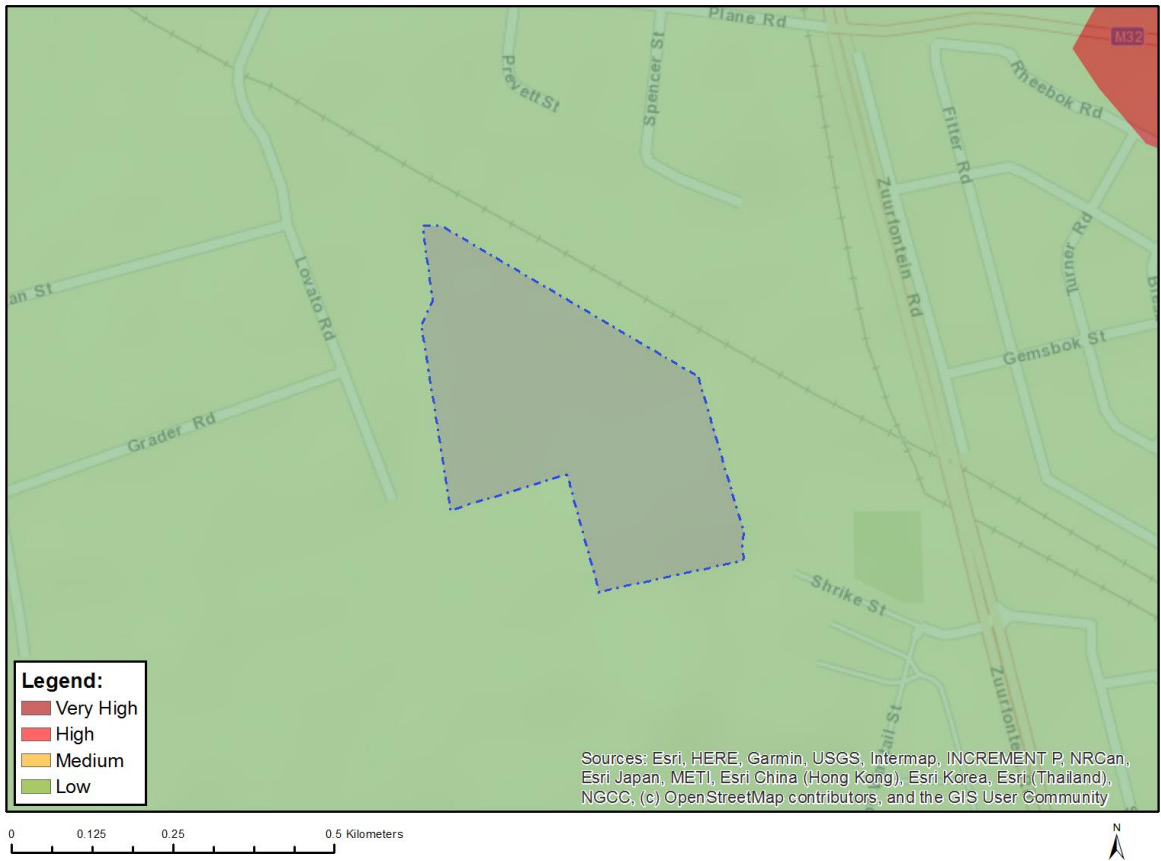 Plane Rd
M32
Prevett St
Spencer St
Rheebok Rd
Fitter Rd
Zuurfontein Rd
Turner Rd
an St
Lovato Rd
Gemsbok St
Grader Rd
Shrike St
Zuurfonte
ail St
Legend:
Very High
High
Medium
Low
Sources: Esri, HERE, Garmin, USGS, Intermap, INCREMENT P, NRCan,
Esri Japan, METI, Esri China (Hong Kong), Esri Korea, Esri (Thailand),
NGCC, (c) OpenStreetMap contributors, and the GIS User Community
0 0.125 0.25 0.5 Kilometers
N